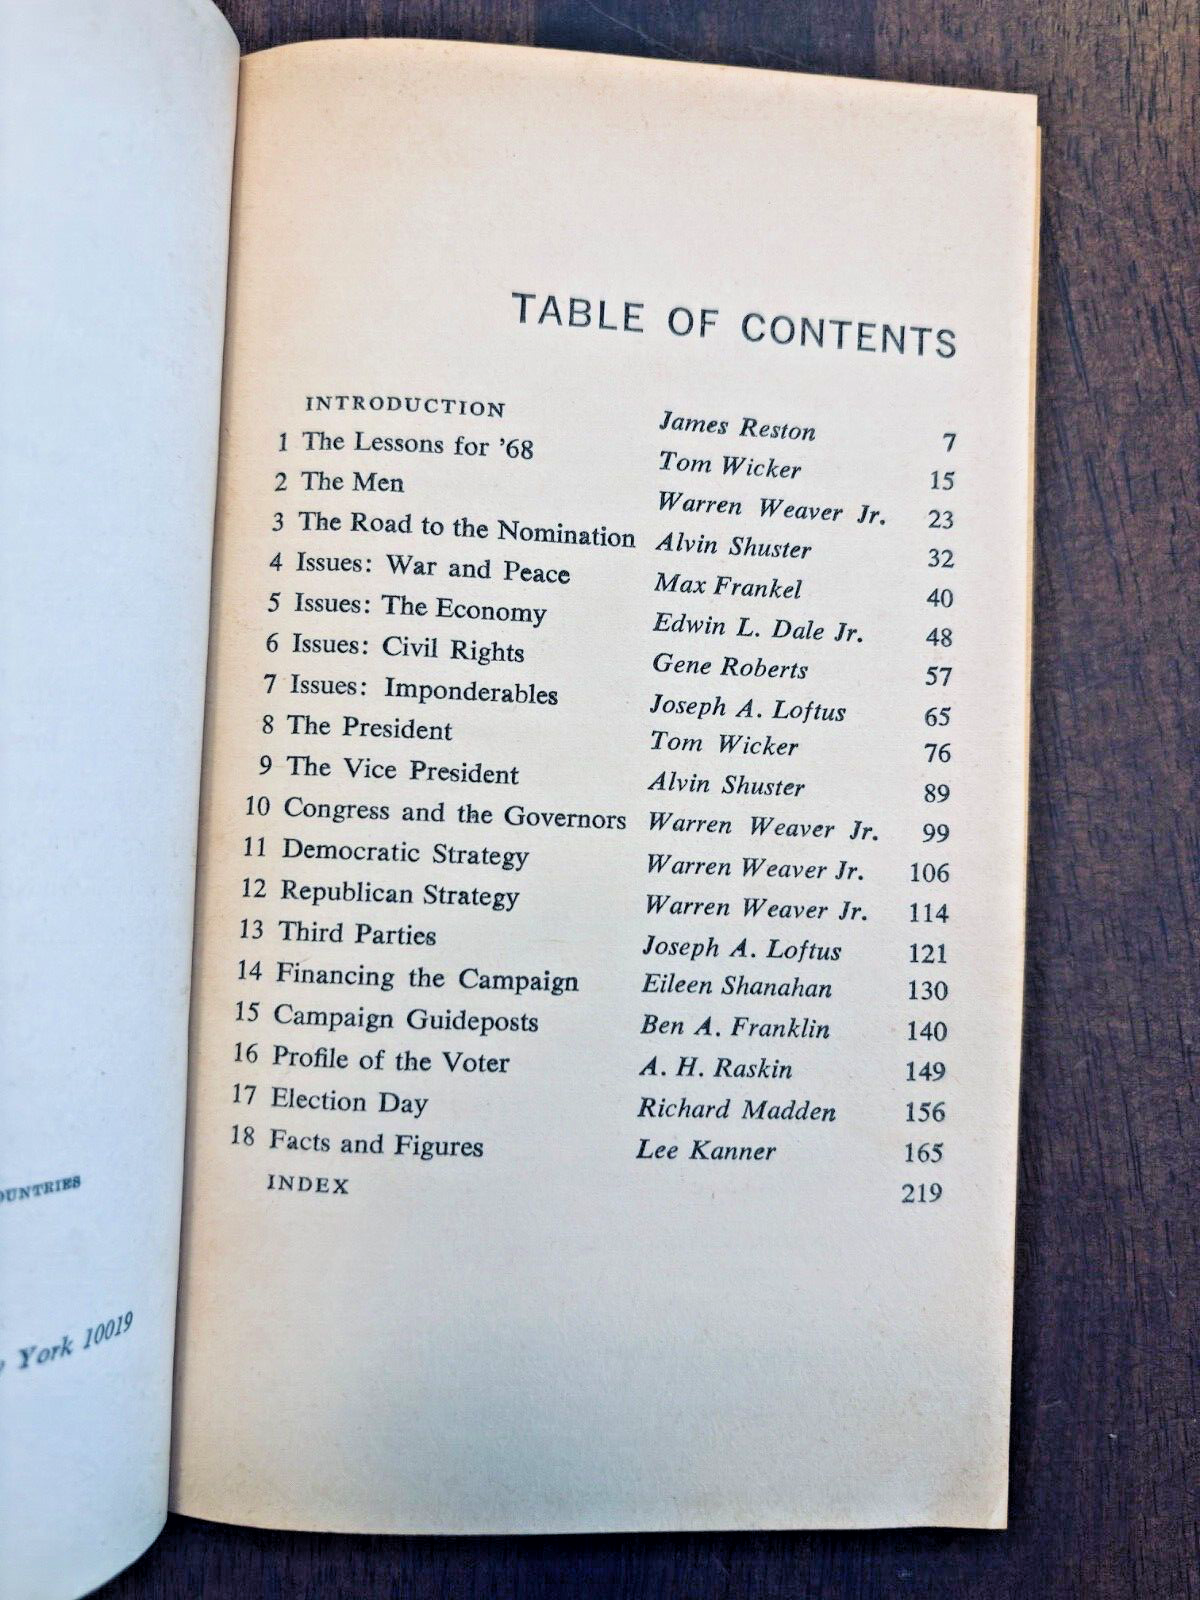 OUNTRIES
York 10019
TABLE OF CONTENTS
INTRODUCTION James Reston 7
1 The Lessons for '68 Tom Wicker 15
2 The Men Warren Weaver Jr. 23
3 The Road to the Nomination Alvin Shuster 32
4 Issues: War and Peace Max Frankel 40
5 Issues: The Economy Edwin L. Dale Jr. 48
6 Issues: Civil Rights Gene Roberts 57
7 Issues: Imponderables Joseph A. Loftus 65
8 The President Tom Wicker 76
9 The Vice President Alvin Shuster 89
10 Congress and the Governors Warren Weaver Jr. 99
11 Democratic Strategy Warren Weaver Jr. 106
12 Republican Strategy Warren Weaver Jr. 114
13 Third Parties Joseph A. Loftus 121
14 Financing the Campaign Eileen Shanahan 130
15 Campaign Guideposts Ben A. Franklin 140
16 Profile of the Voter A. H. Raskin 149
17 Election Day Richard Madden 156
18 Facts and Figures Lee Kanner 165
INDEX 219